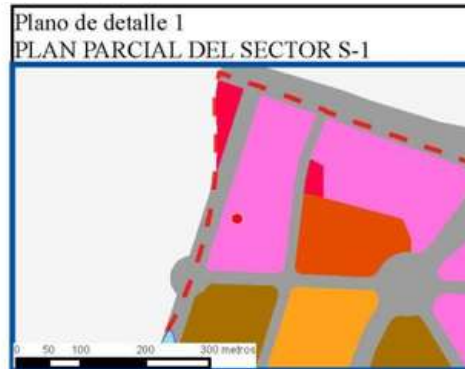 Plano de detalle 1
PLAN PARCIAL DEL SECTOR S-1
0 50 100 200 300 metros